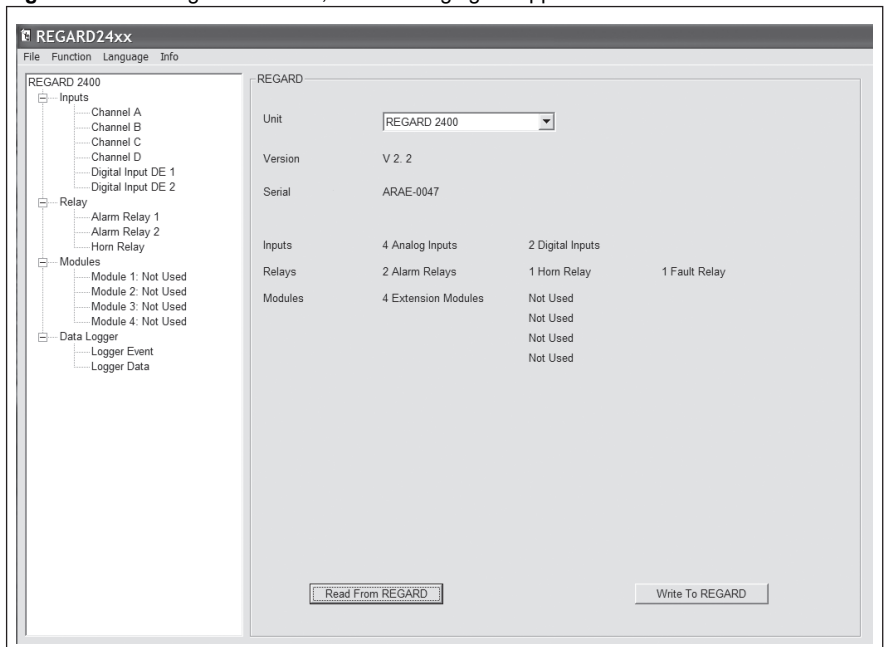 REGARD24xx
File Function Language Info
REGARD 2400
Inputs
Channel A
Channel B
Channel C
Channel D
Digital Input DE 1
Digital Input DE 2
Relay
Alarm Relay 1
Alarm Relay 2
Horn Relay
Modules
Module 1: Not Used
Module 2: Not Used
Module 3: Not Used
Module 4: Not Used
Data Logger
Logger Event
Logger Data
REGARD
Unit REGARD 2400
Version V 2. 2
Serial ARAE-0047
Inputs 4 Analog Inputs 2 Digital Inputs
Relays 2 Alarm Relays 1 Horn Relay 1 Fault Relay
Modules 4 Extension Modules Not Used
Not Used
Not Used
Not Used
Read From REGARD Write To REGARD